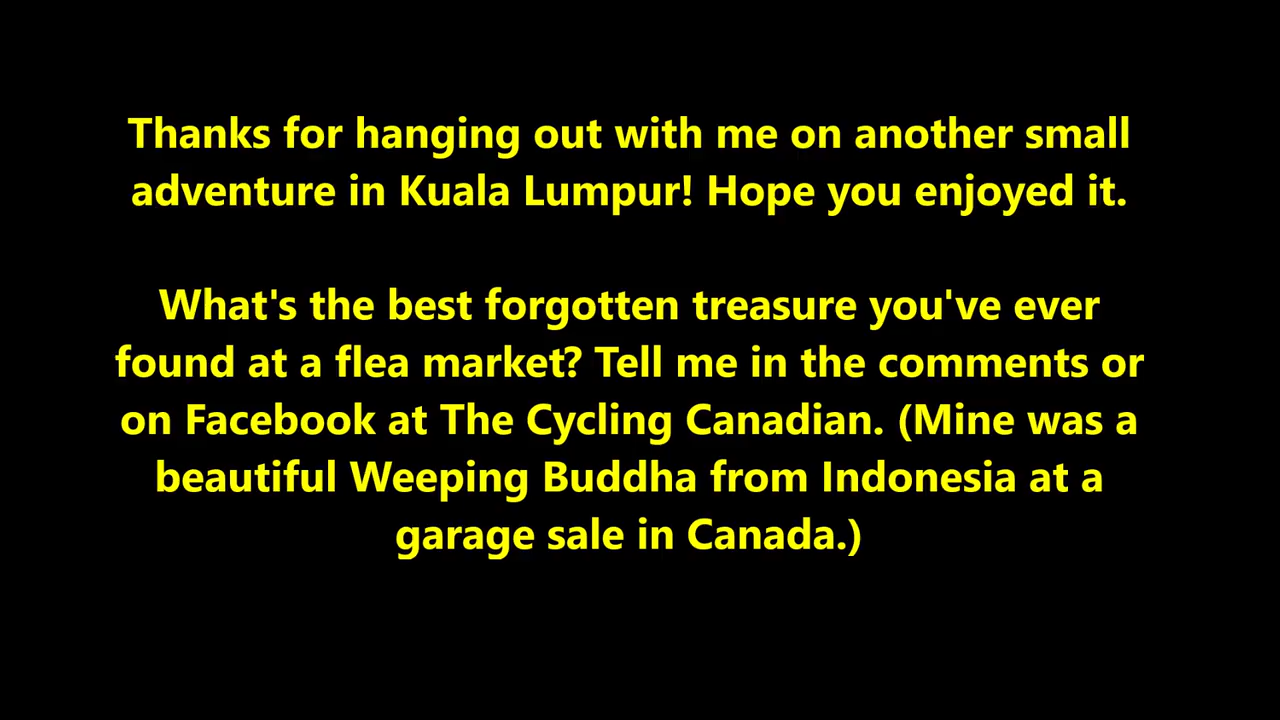 Thanks for hanging out with me on another small
adventure in Kuala Lumpur! Hope you enjoyed it.
What's the best forgotten treasure you've ever
found at a flea market? Tell me in the comments or
on Facebook at The Cycling Canadian. (Mine was a
beautiful Weeping Buddha from Indonesia at a
garage sale in Canada.)